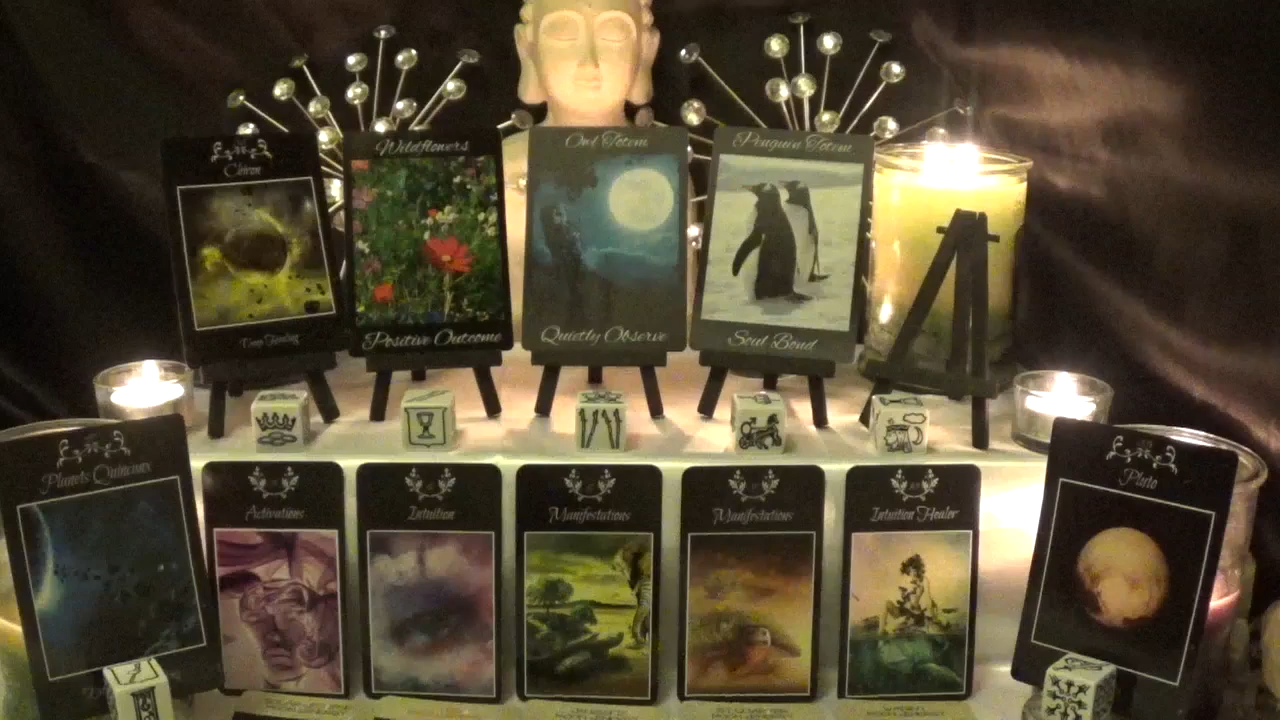 Chiron
Wildflowers
Positive Outcome
Owl Totem
Quietly Observe
Penguin Totem
Soul Bond
Planets Quincunx
Activations
Intuition
Manifestations
Manifestations
Intuition Healer
Pluto